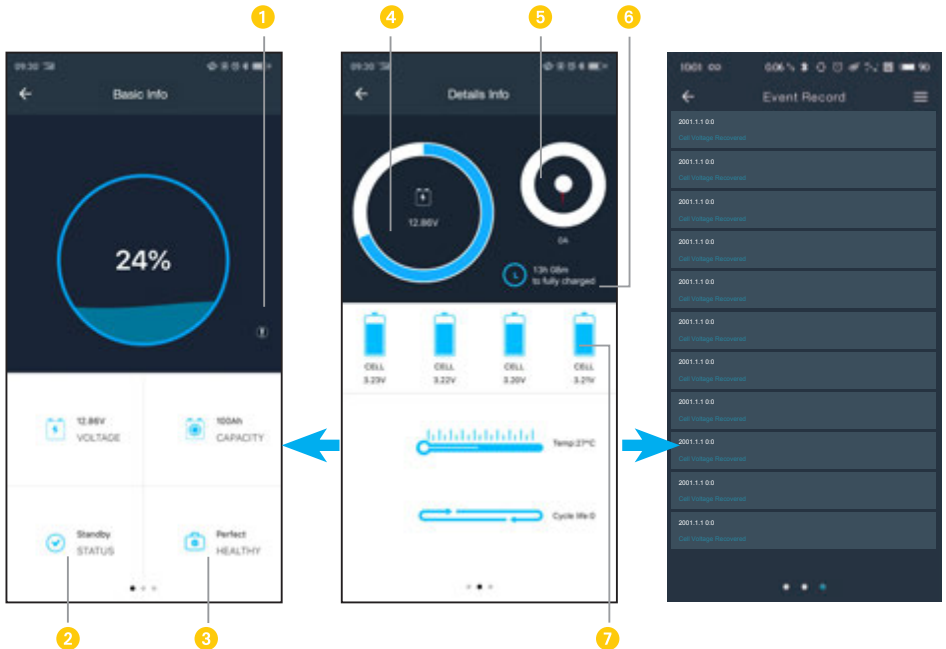 1
4
5
6
09:30
Basic Info
24%
12.86V
VOLTAGE
100Ah
CAPACITY
Standby
STATUS
Perfect
HEALTHY
2
3
09:30
Details Info
12.86V
0A
13h 08m
to fully charged
CELL
3.23V
CELL
3.22V
CELL
3.20V
CELL
3.21V
Temp:27°C
Cycle life:0
7
10:01
90
Event Record
2001.1.1 0:0
Cell Voltage Recovered
2001.1.1 0:0
Cell Voltage Recovered
2001.1.1 0:0
Cell Voltage Recovered
2001.1.1 0:0
Cell Voltage Recovered
2001.1.1 0:0
Cell Voltage Recovered
2001.1.1 0:0
Cell Voltage Recovered
2001.1.1 0:0
Cell Voltage Recovered
2001.1.1 0:0
Cell Voltage Recovered
2001.1.1 0:0
Cell Voltage Recovered
2001.1.1 0:0
Cell Voltage Recovered
2001.1.1 0:0
Cell Voltage Recovered